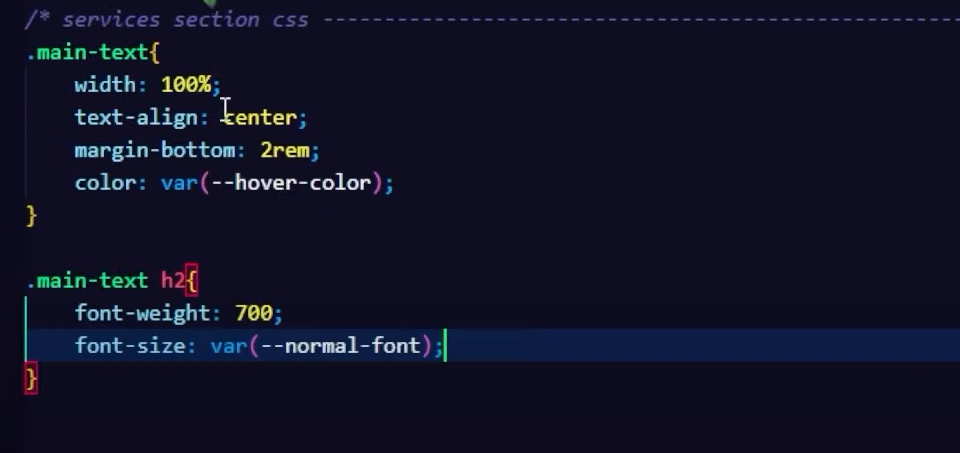 /* services section css ----------------------------------------------------
.main-text{
    width: 100%;
    text-align: center;
    margin-bottom: 2rem;
    color: var(--hover-color);
}
.main-text h2{
    font-weight: 700;
    font-size: var(--normal-font);
}